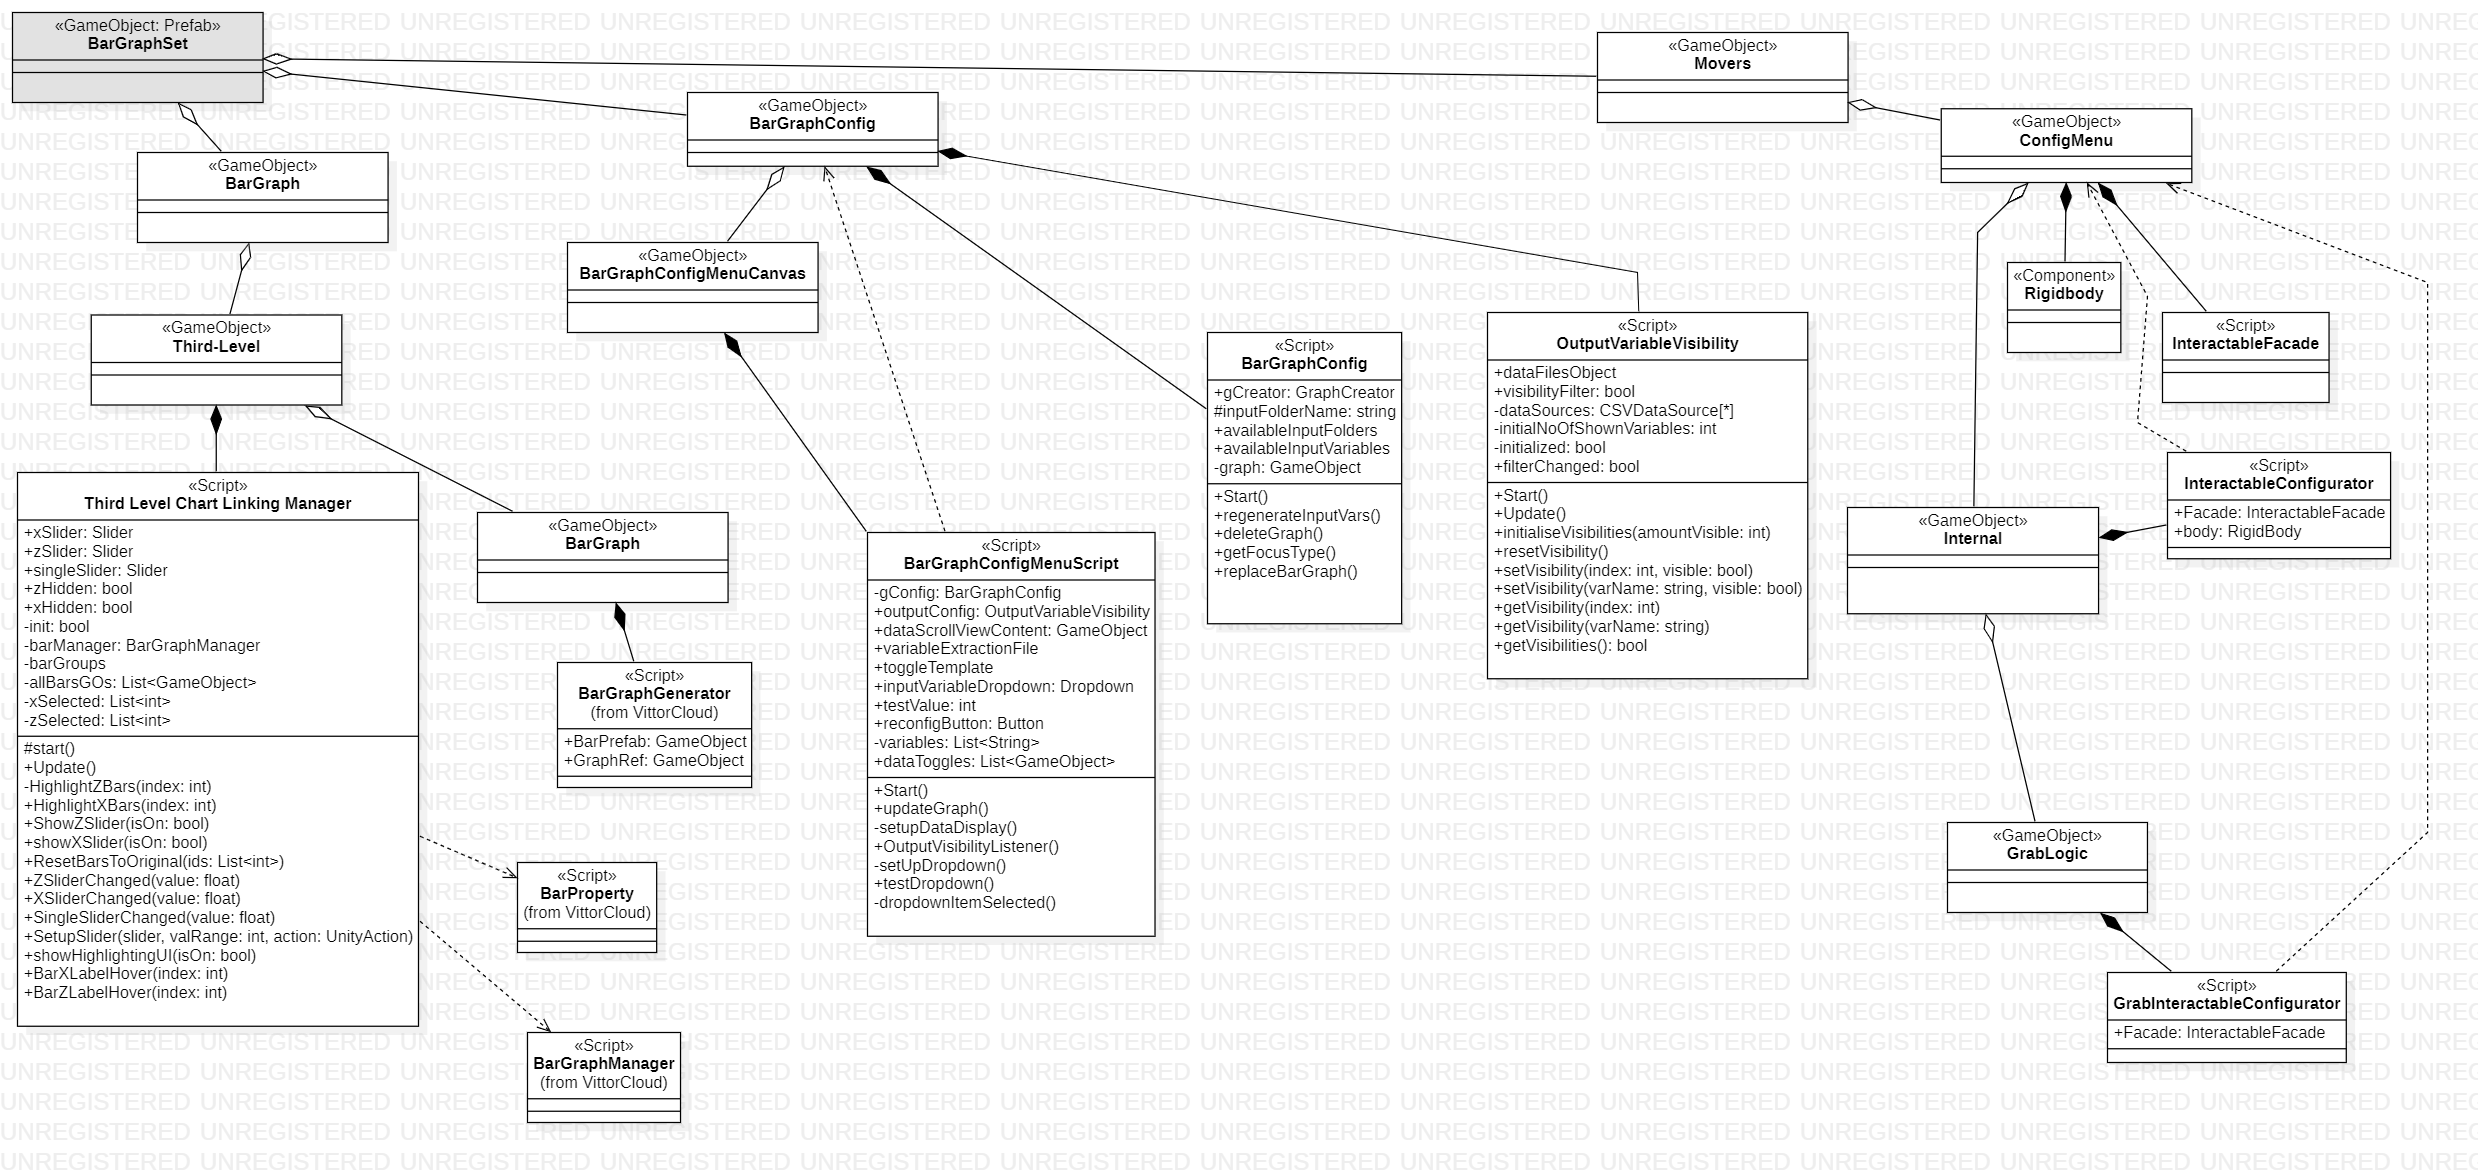 «GameObject: Prefab»
BarGraphSet
«GameObject»
BarGraph
«GameObject»
Third-Level
«Script»
Third Level Chart Linking Manager
+xSlider: Slider
+zSlider: Slider
+singleSlider: Slider
+zHidden: bool
+xHidden: bool
-init: bool
-barManager: BarGraphManager
-barGroups
-allBarsGOs: List<GameObject>
-xSelected: List<int>
-zSelected: List<int>
#start()
+Update()
-HighlightZBars(index: int)
+HighlightXBars(index: int)
+ShowZSlider(isOn: bool)
+showXSlider(isOn: bool)
+ResetBarsToOriginal(ids: List<int>)
+ZSliderChanged(value: float)
+XSliderChanged(value: float)
+SingleSliderChanged(value: float)
+SetupSlider(slider, valRange: int, action: UnityAction)
+showHighlightingUI(isOn: bool)
+BarXLabelHover(index: int)
+BarZLabelHover(index: int)
«GameObject»
BarGraph
«Script»
BarGraphGenerator
(from VittorCloud)
+BarPrefab: GameObject
+GraphRef: GameObject
«Script»
BarProperty
(from VittorCloud)
«Script»
BarGraphManager
(from VittorCloud)
«GameObject»
BarGraphConfig
«GameObject»
BarGraphConfigMenuCanvas
«Script»
BarGraphConfigMenuScript
-gConfig: BarGraphConfig
+outputConfig: OutputVariableVisibility
+dataScrollViewContent: GameObject
+variableExtractionFile
+toggleTemplate
+inputVariableDropdown: Dropdown
+testValue: int
+reconfigButton: Button
-variables: List<String>
+dataToggles: List<GameObject>
+Start()
+updateGraph()
-setupDataDisplay()
+OutputVisibilityListener()
-setUpDropdown()
+testDropdown()
-dropdownItemSelected()
«Script»
BarGraphConfig
+gCreator: GraphCreator
#inputFolderName: string
+availableInputFolders
+availableInputVariables
-graph: GameObject
+Start()
+regenerateInputVars()
+deleteGraph()
+getFocusType()
+replaceBarGraph()
«Script»
OutputVariableVisibility
+dataFilesObject
+visibilityFilter: bool
-dataSources: CSVDataSource[*]
-initialNoOfShownVariables: int
-initialized: bool
+filterChanged: bool
+Start()
+Update()
+initialiseVisibilities(amountVisible: int)
+resetVisibility()
+setVisibility(index: int, visible: bool)
+setVisibility(varName: string, visible: bool)
+getVisibility(index: int)
+getVisibility(varName: string)
+getVisibilities(): bool
«GameObject»
Movers
«GameObject»
ConfigMenu
«Component»
Rigidbody
«Script»
InteractableFacade
«Script»
InteractableConfigurator
+Facade: InteractableFacade
+body: RigidBody
«GameObject»
Internal
«GameObject»
GrabLogic
«Script»
GrabInteractableConfigurator
+Facade: InteractableFacade